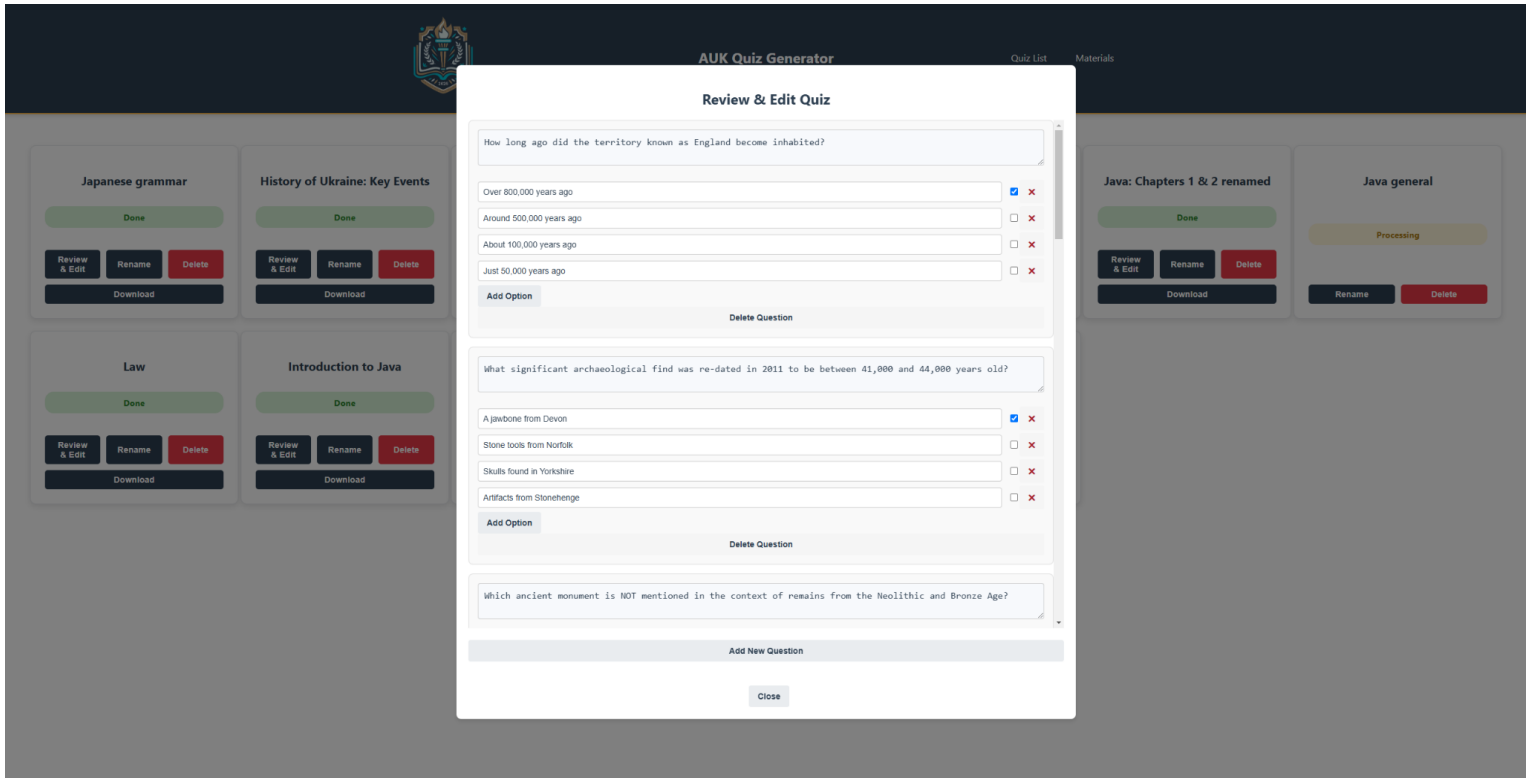 AUK Quiz Generator
Quiz List
Materials
Review & Edit Quiz
How long ago did the territory known as England become inhabited?
Over 800,000 years ago
Around 500,000 years ago
About 100,000 years ago
Just 50,000 years ago
Add Option
Delete Question
What significant archaeological find was re-dated in 2011 to be between 41,000 and 44,000 years old?
A jawbone from Devon
Stone tools from Norfolk
Skulls found in Yorkshire
Artifacts from Stonehenge
Add Option
Delete Question
Which ancient monument is NOT mentioned in the context of remains from the Neolithic and Bronze Age?
Add New Question
Close
Japanese grammar
Done
Review
& Edit
Rename
Delete
Download
History of Ukraine: Key Events
Done
Review
& Edit
Rename
Delete
Download
Java: Chapters 1 & 2 renamed
Done
Review
& Edit
Rename
Delete
Download
Java general
Processing
Rename
Delete
Law
Done
Review
& Edit
Rename
Delete
Download
Introduction to Java
Done
Review
& Edit
Rename
Delete
Download